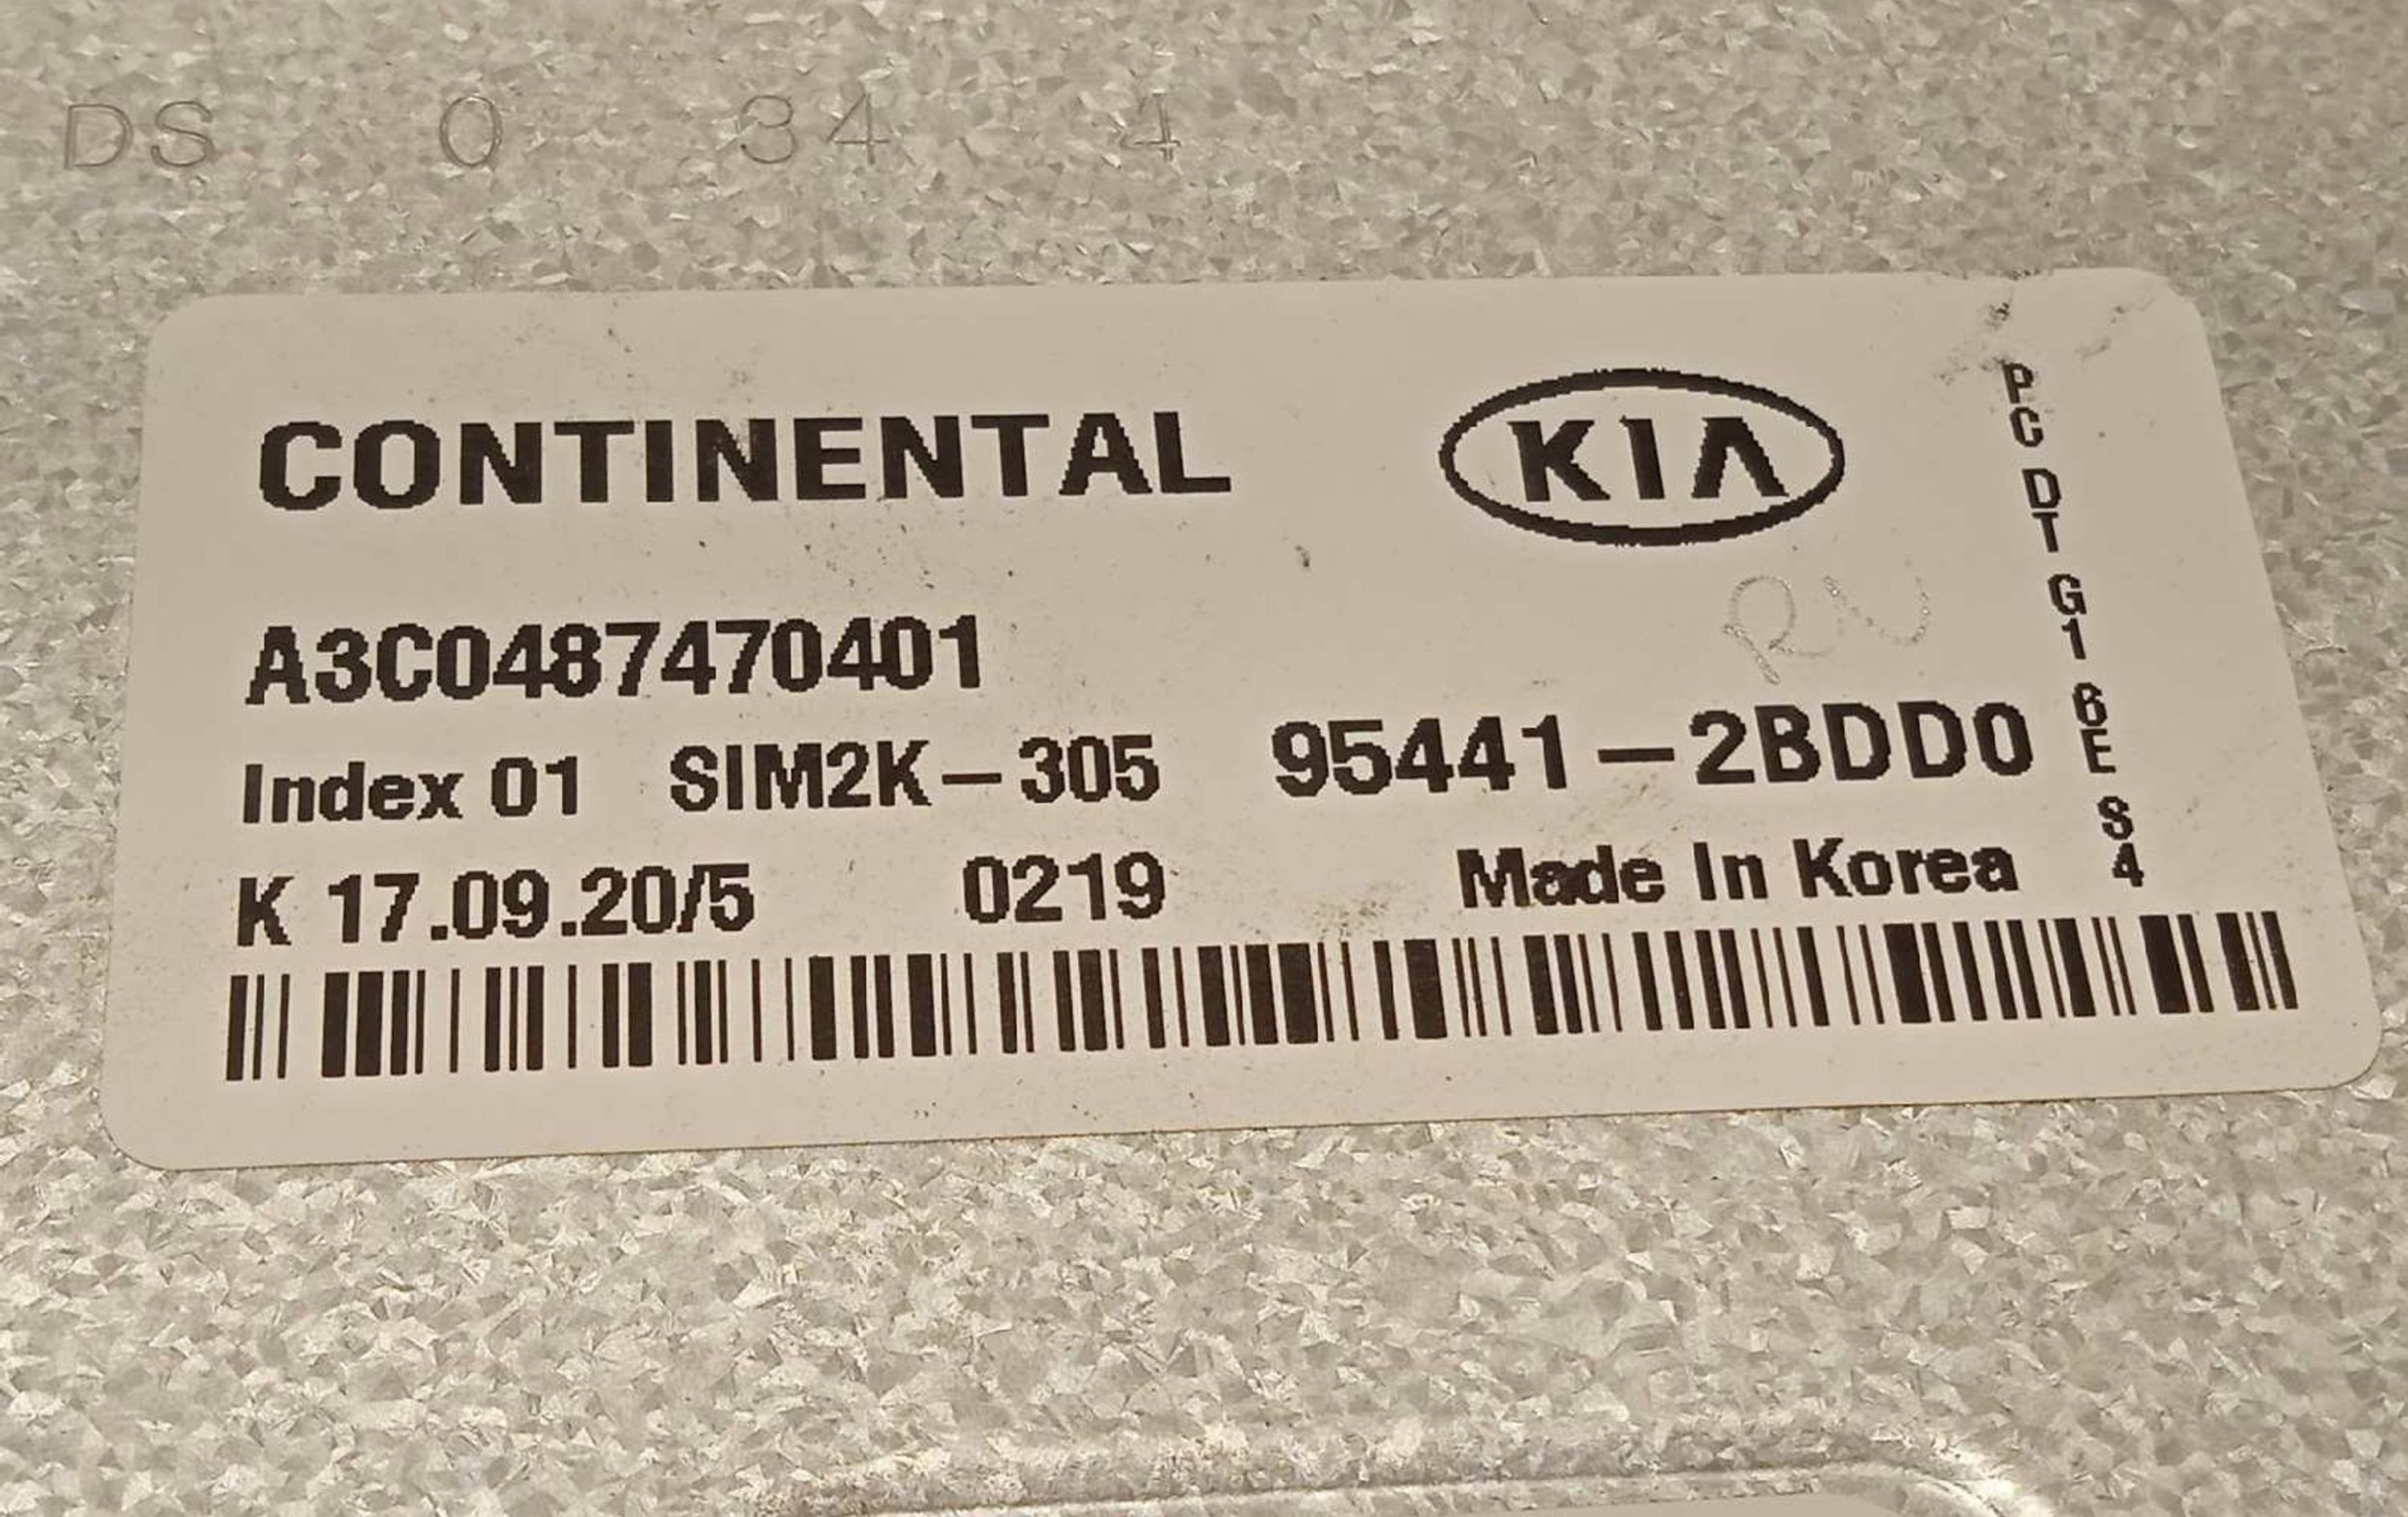 DS 0 34 4
CONTINENTAL
KIA
A3C0487470401
Index 01 SIM2K-305 95441-2BDD0
K 17.09.20/5 0219 Made In Korea
PC DT G1 6E S4